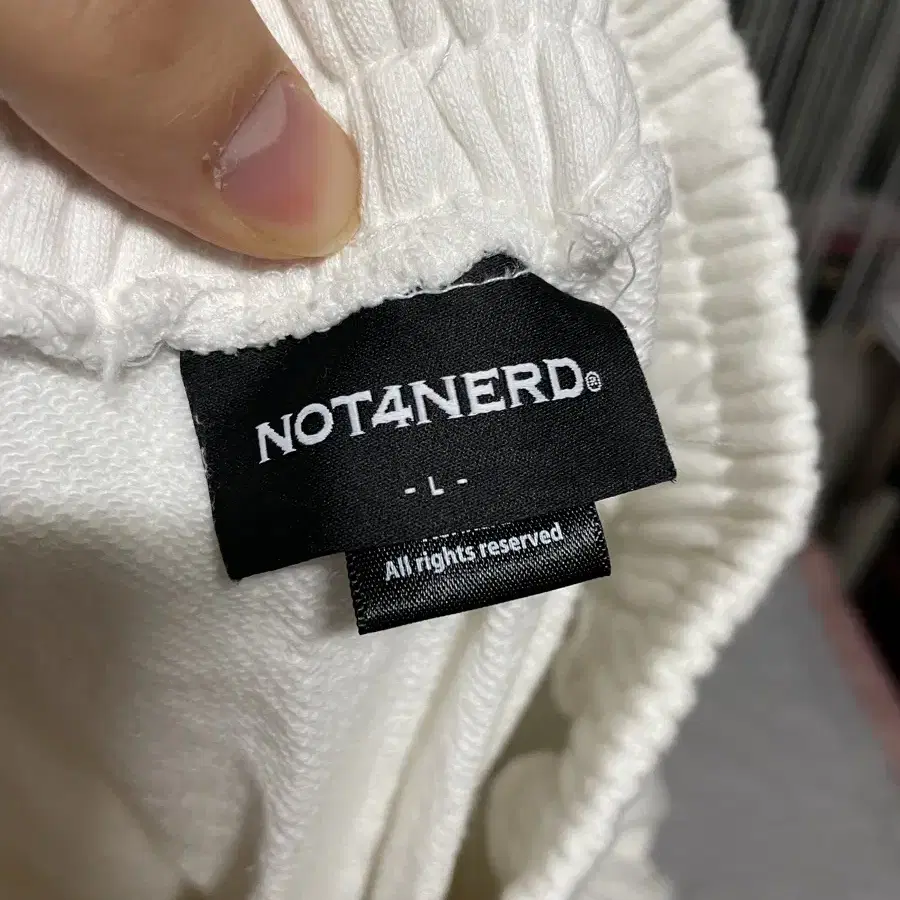 NOT4NERD®
- L -
All rights reserved